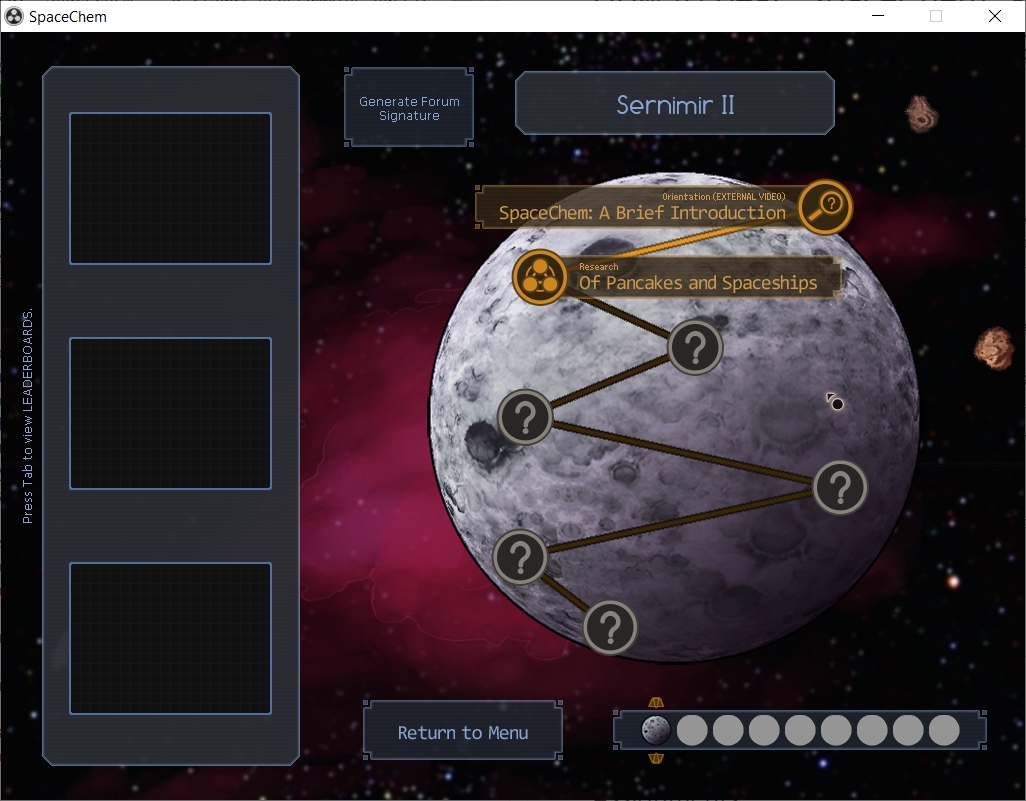 SpaceChem
Generate Forum
Signature
Sernimir II
Orientation (EXTERNAL VIDEO)
SpaceChem: A Brief Introduction
Research
Of Pancakes and Spaceships
?
?
?
?
?
?
Press Tab to view LEADERBOARDS.
Return to Menu